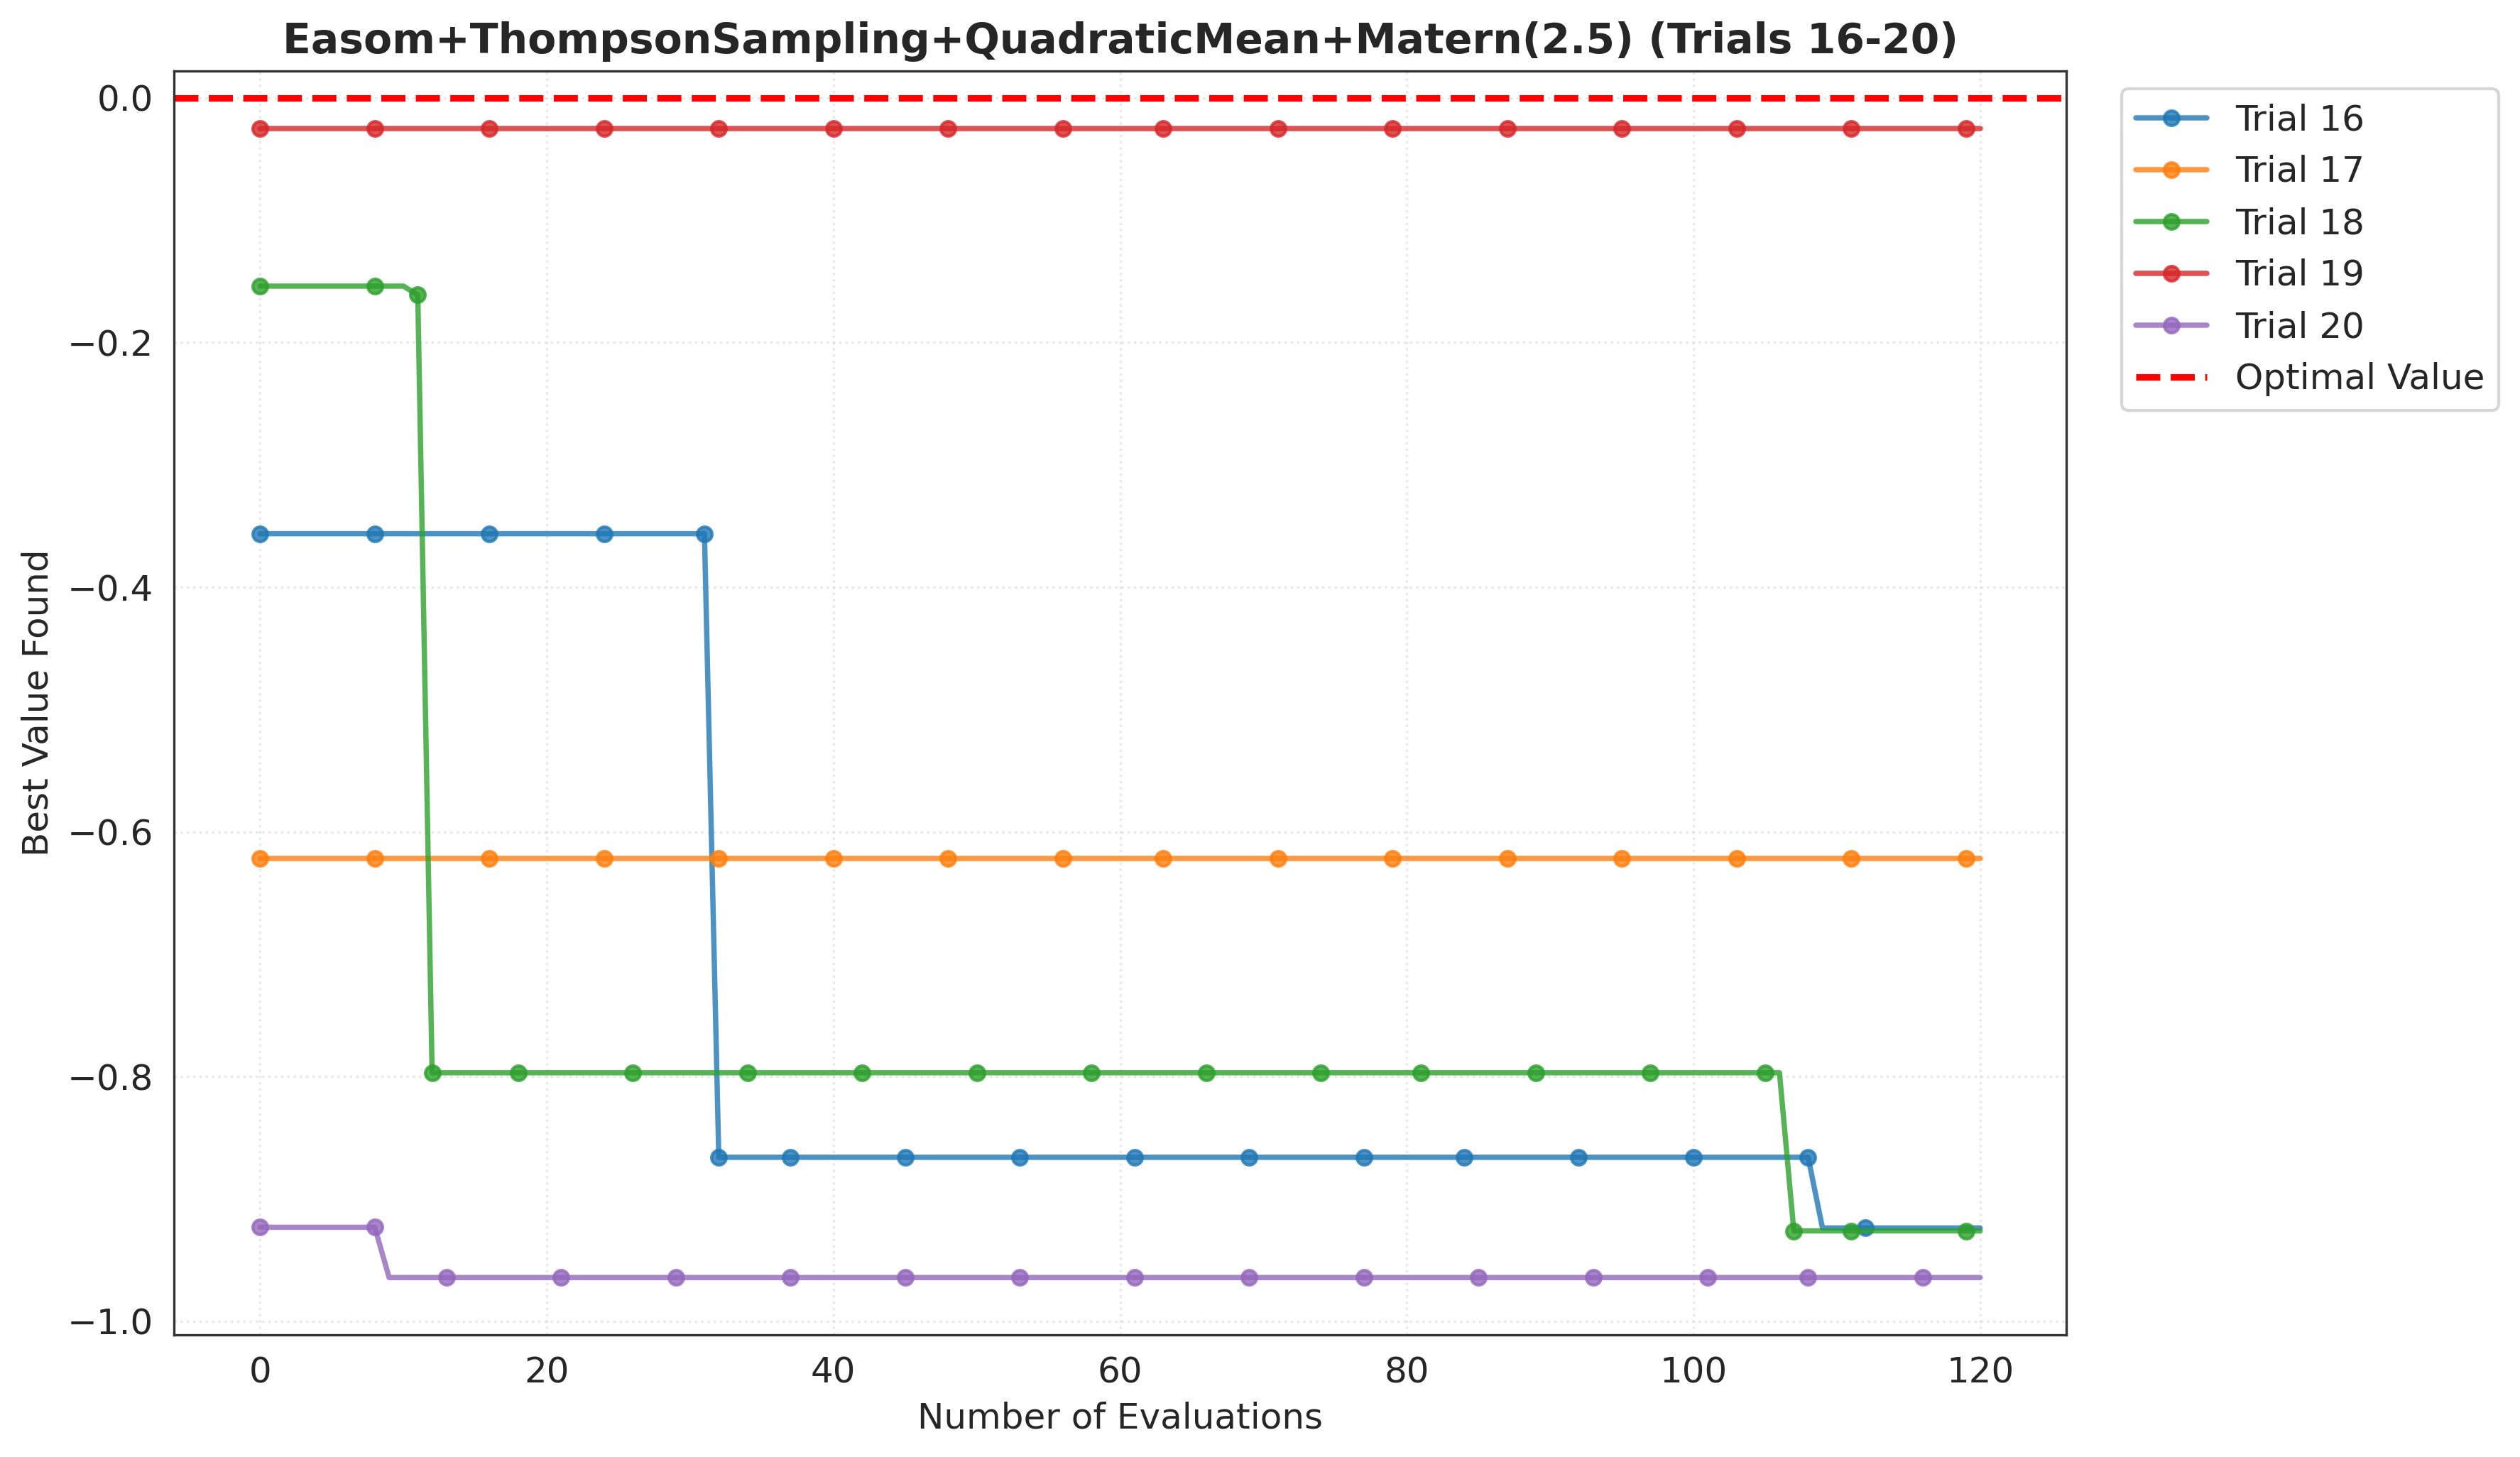 Easom+ThompsonSampling+QuadraticMean+Matern(2.5) (Trials 16-20)
0.0
−0.2
−0.4
−0.6
−0.8
−1.0
Best Value Found
0 20 40 60 80 100 120
Number of Evaluations
Trial 16
Trial 17
Trial 18
Trial 19
Trial 20
Optimal Value